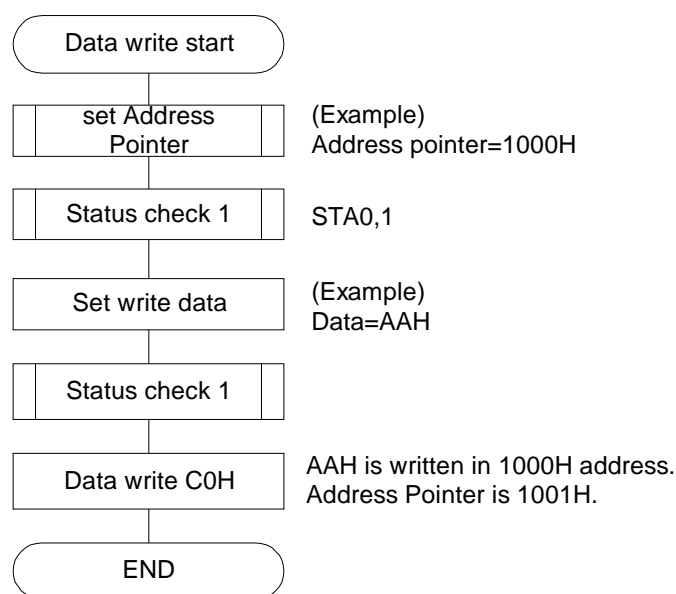 Data write start
set Address
Pointer
(Example)
Address pointer=1000H
Status check 1
STA0,1
Set write data
(Example)
Data=AAH
Status check 1
Data write C0H
AAH is written in 1000H address.
Address Pointer is 1001H.
END